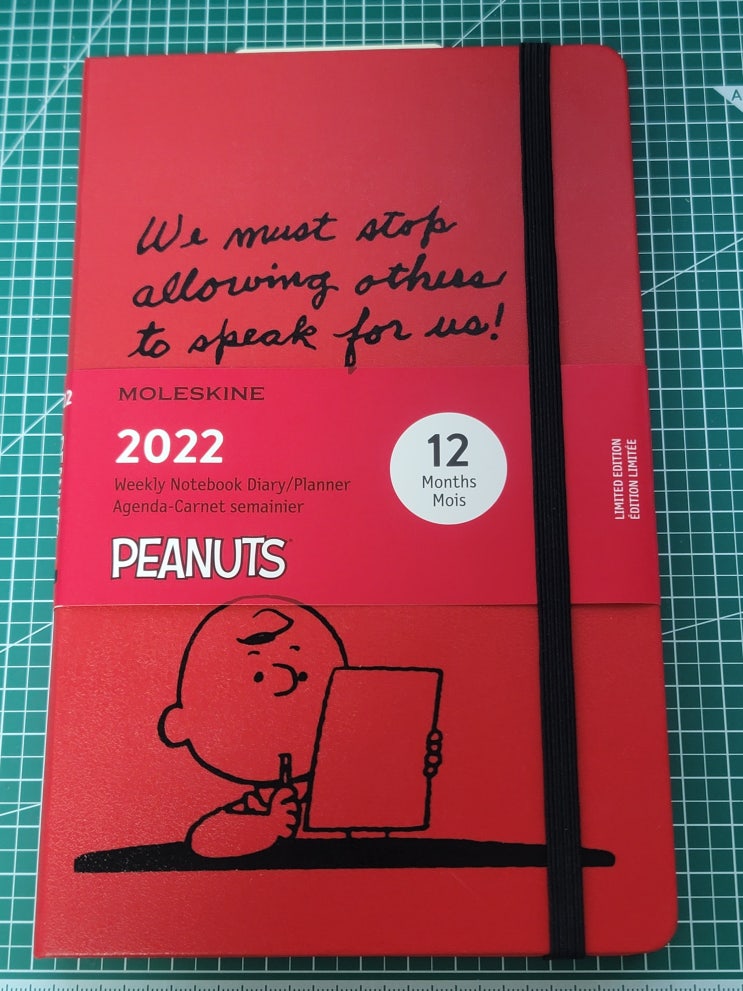 We must stop
allowing others
to speak for us!
MOLESKINE
2022
Weekly Notebook Diary/Planner
Agenda-Carnet semainier
PEANUTS
12
Months
Mois
LIMITED EDITION
ÉDITION LIMITÉE
A